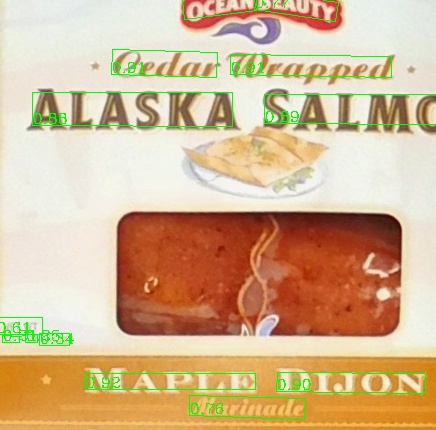 OCEAN BEAUTY
Cedar Wrapped
ALASKA SALMO
MAPLE DIJON
Marinade